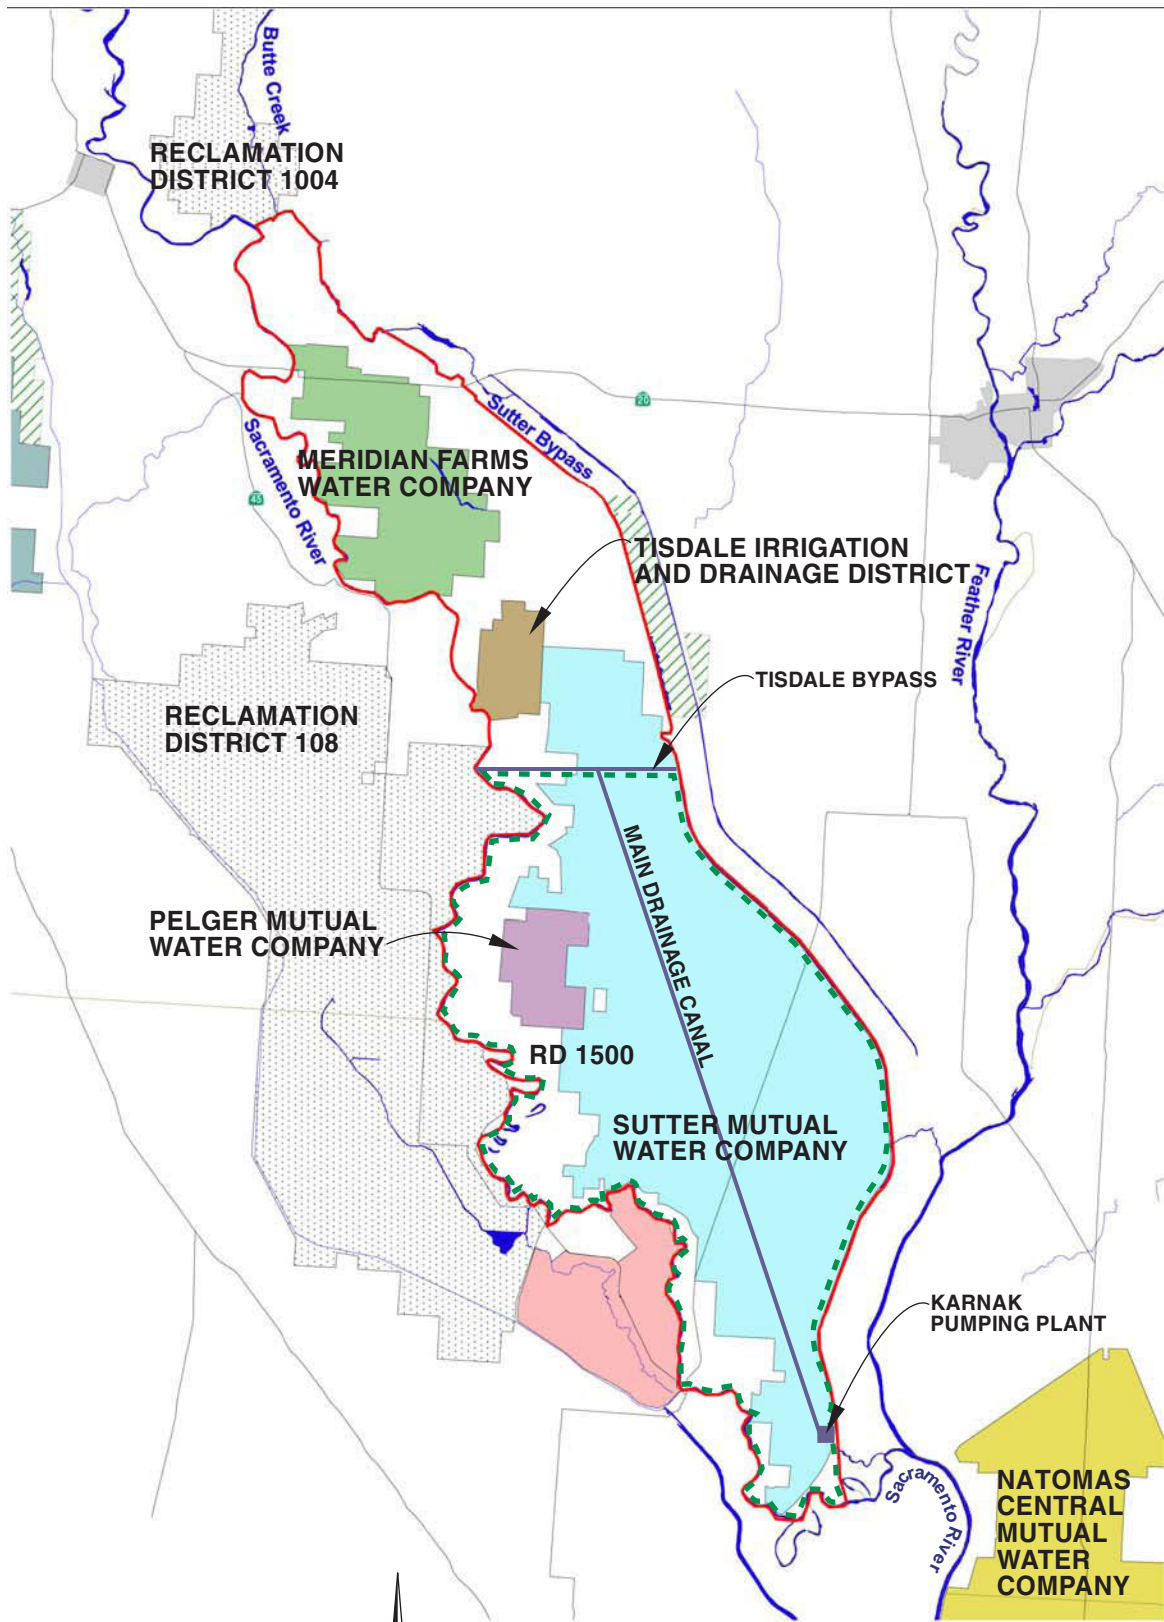 Butte Creek
RECLAMATION
DISTRICT 1004
20
Sutter Bypass
Sacramento River
45
MERIDIAN FARMS
WATER COMPANY
TISDALE IRRIGATION
AND DRAINAGE DISTRICT
Feather River
TISDALE BYPASS
RECLAMATION
DISTRICT 108
MAIN DRAINAGE CANAL
PELGER MUTUAL
WATER COMPANY
RD 1500
SUTTER MUTUAL
WATER COMPANY
KARNAK
PUMPING PLANT
Sacramento River
NATOMAS
CENTRAL
MUTUAL
WATER
COMPANY